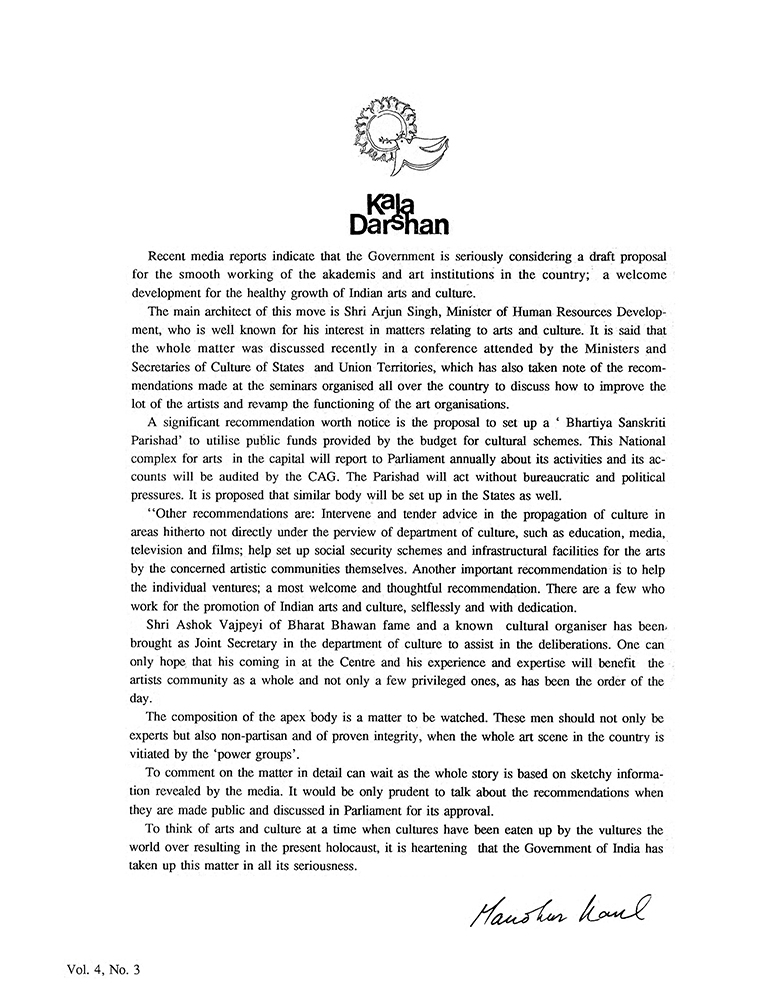 Kala
Darshan
Recent media reports indicate that the Government is seriously considering a draft proposal
for the smooth working of the akademis and art institutions in the country; a welcome
development for the healthy growth of Indian arts and culture.
The main architect of this move is Shri Arjun Singh, Minister of Human Resources Develop-
ment, who is well known for his interest in matters relating to arts and culture. It is said that
the whole matter was discussed recently in a conference attended by the Ministers and
Secretaries of Culture of States and Union Territories, which has also taken note of the recom-
mendations made at the seminars organised all over the country to discuss how to improve the
lot of the artists and revamp the functioning of the art organisations.
A significant recommendation worth notice is the proposal to set up a ‘ Bhartiya Sanskriti
Parishad’ to utilise public funds provided by the budget for cultural schemes. This National
complex for arts in the capital will report to Parliament annually about its activities and its ac-
counts will be audited by the CAG. The Parishad will act without bureaucratic and political
pressures. It is proposed that similar body will be set up in the States as well.
‘‘Other recommendations are: Intervene and tender advice in the propagation of culture in
areas hitherto not directly under the perview of department of culture, such as education, media,
television and films; help set up social security schemes and infrastructural facilities for the arts
by the concerned artistic communities themselves. Another important recommendation is to help
the individual ventures; a most welcome and thoughtful recommendation. There are a few who
work for the promotion of Indian arts and culture, selflessly and with dedication.
Shri Ashok Vajpeyi of Bharat Bhawan fame and a known cultural organiser has been
brought as Joint Secretary in the department of culture to assist in the deliberations. One can
only hope that his coming in at the Centre and his experience and expertise will benefit the
artists community as a whole and not only a few privileged ones, as has been the order of the
day.
The composition of the apex body is a matter to be watched. These men should not only be
experts but also non-partisan and of proven integrity, when the whole art scene in the country is
vitiated by the ‘power groups’.
To comment on the matter in detail can wait as the whole story is based on sketchy informa-
tion revealed by the media. It would be only prudent to talk about the recommendations when
they are made public and discussed in Parliament for its approval.
To think of arts and culture at a time when cultures have been eaten up by the vultures the
world over resulting in the present holocaust, it is heartening that the Government of India has
taken up this matter in all its seriousness.
Manohar Kaul
Vol. 4, No. 3